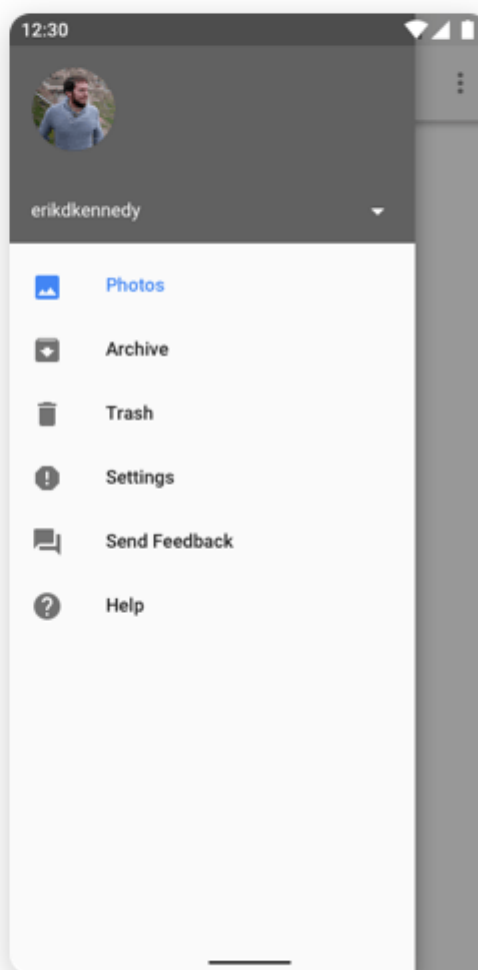 12:30
erikdkennedy
Photos
Archive
Trash
Settings
Send Feedback
Help